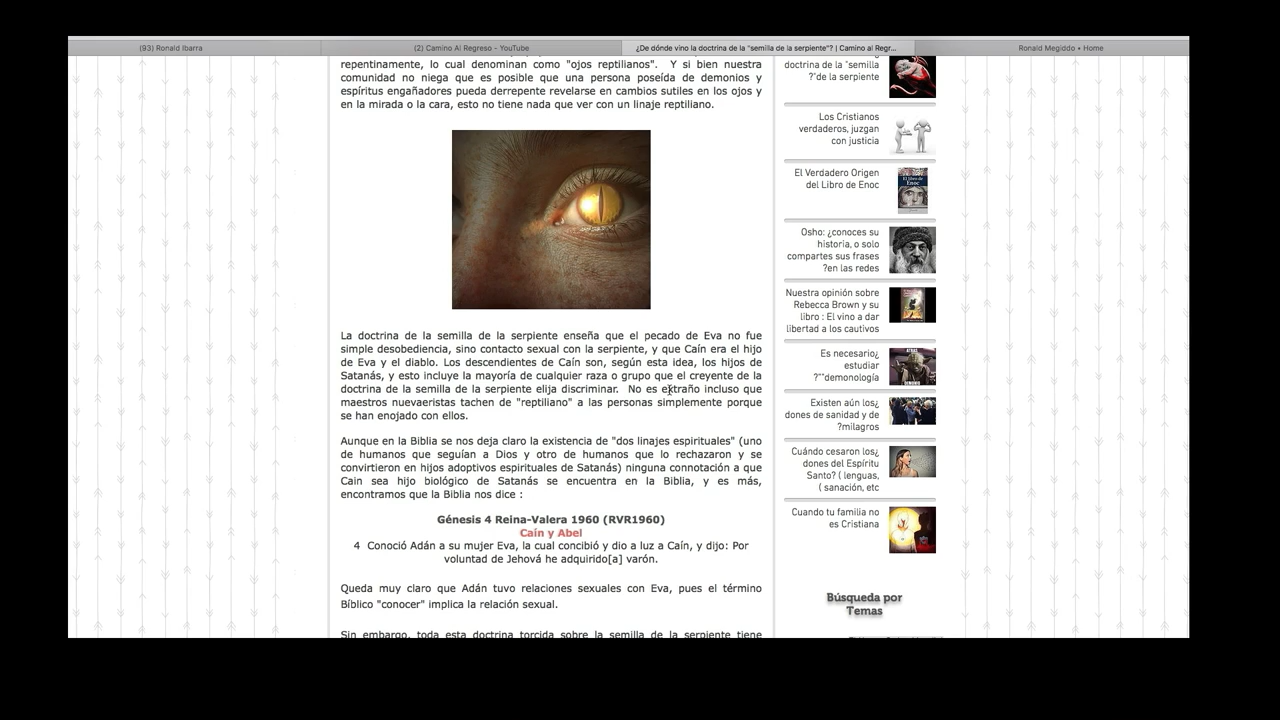 (93) Ronald Ibarra
(2) Camino Al Regreso - YouTube
¿De dónde vino la doctrina de la "semilla de la serpiente"? | Camino al Regr...
Ronald Megiddo • Home
repentinamente, lo cual denominan como "ojos reptilianos". Y si bien nuestra
comunidad no niega que es posible que una persona poseída de demonios y
espíritus engañadores pueda derrepente revelarse en cambios sutiles en los ojos y
en la mirada o la cara, esto no tiene nada que ver con un linaje reptiliano.
La doctrina de la semilla de la serpiente enseña que el pecado de Eva no fue
simple desobediencia, sino contacto sexual con la serpiente, y que Caín era el hijo
de Eva y el diablo. Los descendientes de Caín son, según esta idea, los hijos de
Satanás, y esto incluye la mayoría de cualquier raza o grupo que el creyente de la
doctrina de la semilla de la serpiente elija discriminar. No es extraño incluso que
maestros nuevaeristas tachen de "reptiliano" a las personas simplemente porque
se han enojado con ellos.
Aunque en la Biblia se nos deja claro la existencia de "dos linajes espirituales" (uno
de humanos que seguían a Dios y otro de humanos que lo rechazaron y se
convirtieron en hijos adoptivos espirituales de Satanás) ninguna connotación a que
Cain sea hijo biológico de Satanás se encuentra en la Biblia, y es más,
encontramos que la Biblia nos dice :
Génesis 4 Reina-Valera 1960 (RVR1960)
Caín y Abel
4 Conoció Adán a su mujer Eva, la cual concibió y dio a luz a Caín, y dijo: Por
voluntad de Jehová he adquirido[a] varón.
Queda muy claro que Adán tuvo relaciones sexuales con Eva, pues el término
Bíblico "conocer" implica la relación sexual.
Sin embargo, toda esta doctrina torcida sobre la semilla de la serpiente tiene
doctrina de la "semilla
?"de la serpiente
Los Cristianos
verdaderos, juzgan
con justicia
El Verdadero Origen
del Libro de Enoc
Osho: ¿conoces su
historia, o solo
compartes sus frases
?en las redes
Nuestra opinión sobre
Rebecca Brown y su
libro : El vino a dar
libertad a los cautivos
Es necesario¿
estudiar
?""demonología
Existen aún los¿
dones de sanidad y de
?milagros
Cuándo cesaron los¿
dones del Espíritu
Santo? ( lenguas,
( sanación, etc
Cuando tu familia no
es Cristiana
Búsqueda por
Temas